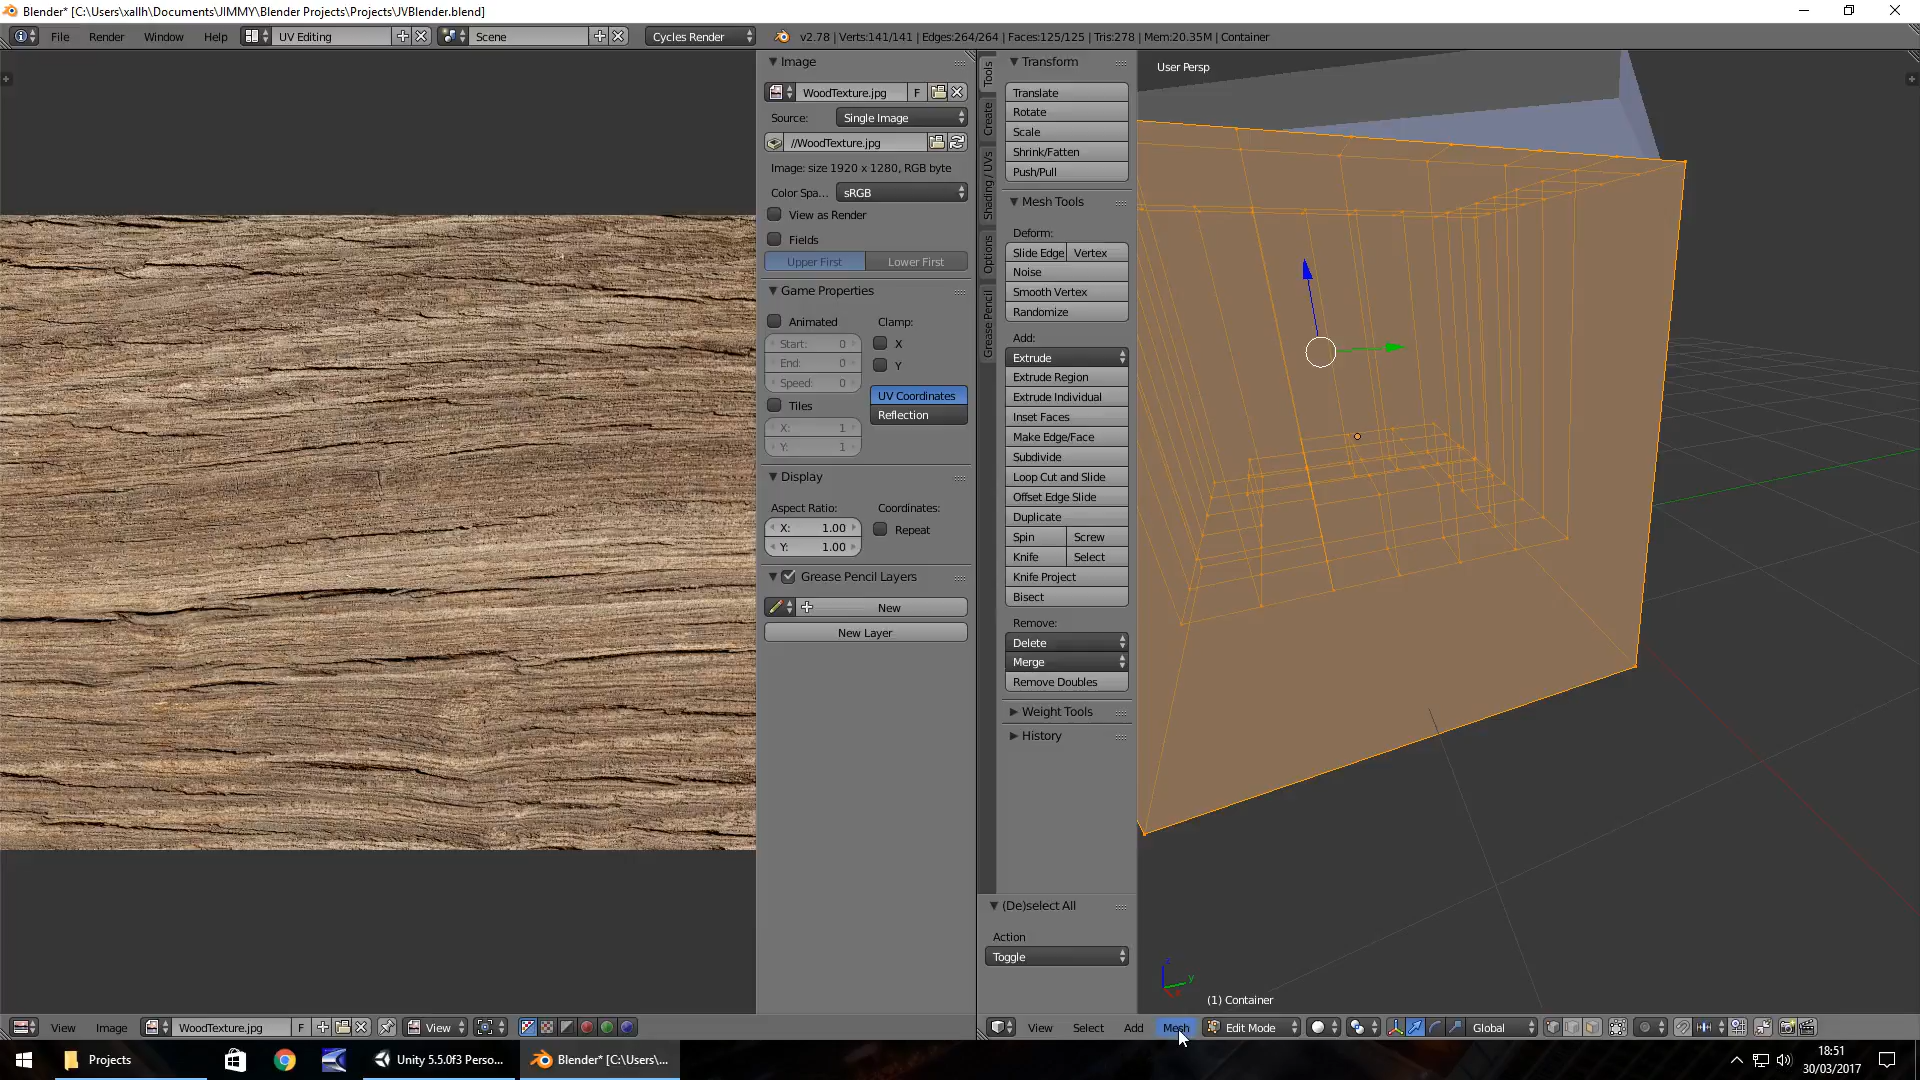 Blender* [C:\Users\xallh\Documents\JIMMY\Blender Projects\Projects\JVBlender.blend]
File Render Window Help UV Editing Scene Cycles Render v2.78 | Verts:141/141 | Edges:264/264 | Faces:125/125 | Tris:278 | Mem:20.35M | Container
Image
WoodTexture.jpg F
Source: Single Image
//WoodTexture.jpg
Image: size 1920 x 1280, RGB byte
Color Spa... sRGB
View as Render
Fields
Upper First Lower First
Game Properties
Animated Clamp:
Start: 0 X
End: 0 Y
Speed: 0
UV Coordinates
Tiles Reflection
X: 1
Y: 1
Display
Aspect Ratio: Coordinates:
X: 1.00 Repeat
Y: 1.00
Grease Pencil Layers
New
New Layer
Tools
Create
Shading / UVs
Options
Grease Pencil
Transform
Translate
Rotate
Scale
Shrink/Fatten
Push/Pull
Mesh Tools
Deform:
Slide Edge Vertex
Noise
Smooth Vertex
Randomize
Add:
Extrude
Extrude Region
Extrude Individual
Inset Faces
Make Edge/Face
Subdivide
Loop Cut and Slide
Offset Edge Slide
Duplicate
Spin Screw
Knife Select
Knife Project
Bisect
Remove:
Delete
Merge
Remove Doubles
Weight Tools
History
(De)select All
Action
Toggle
User Persp
z
y
(1) Container
View Image WoodTexture.jpg F View
View Select Add Mesh Edit Mode Global
Projects Unity 5.5.0f3 Perso... Blender* [C:\Users\...
18:51
30/03/2017